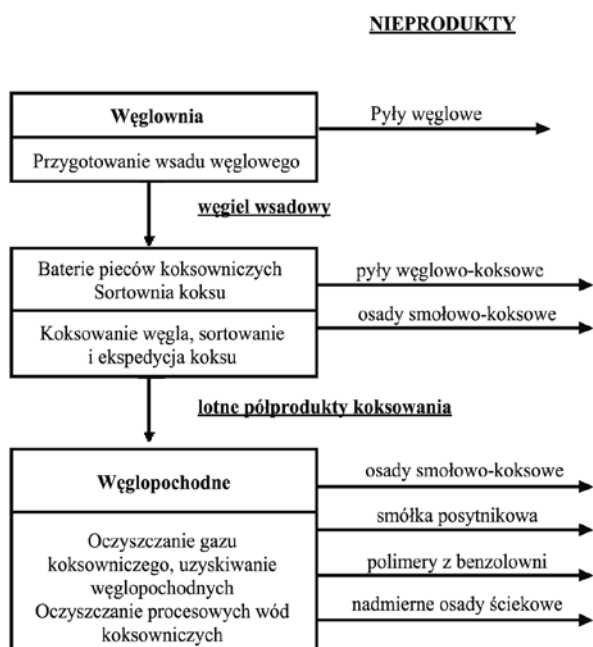 NIEPRODUKTY
Węglownia
Pyły węglowe
Przygotowanie wsadu węglowego
węgiel wsadowy
Baterie pieców koksowniczych
Sortownia koksu
pyły węglowo-koksowe
osady smołowo-koksowe
Koksowanie węgla, sortowanie
i ekspedycja koksu
lotne półprodukty koksowania
Węglopochodne
osady smołowo-koksowe
smółka posytnikowa
polimery z benzolowni
nadmierne osady ściekowe
Oczyszczanie gazu
koksowniczego, uzyskiwanie
węglopochodnych
Oczyszczanie procesowych wód
koksowniczych